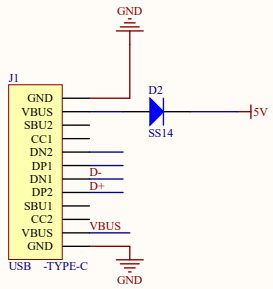 GND
J1
D2
GND
VBUS
5V
SBU2
SS14
CC1
DN2
DP1
DN1 D-
DP2 D+
SBU1
CC2
VBUS VBUS
GND
USB -TYPE-C
GND